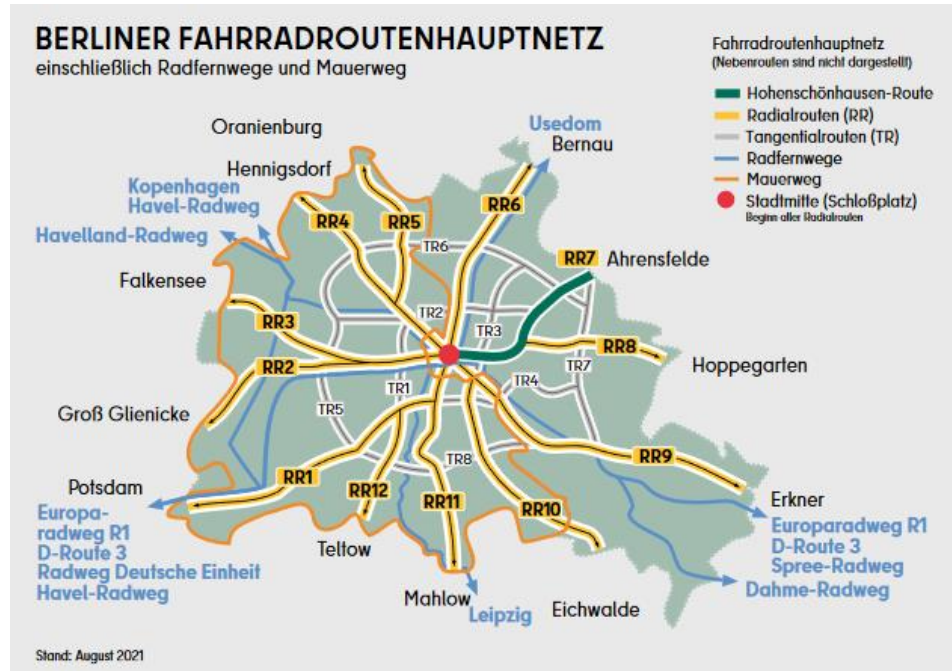 BERLINER FAHRRADROUTENHAUPTNETZ
einschließlich Radfernwege und Mauerweg
Fahrradroutenhauptnetz
(Nebenrouten sind nicht dargestellt)
Hohenschönhausen-Route
Radialrouten (RR)
Tangentialrouten (TR)
Radfernwege
Mauerweg
Stadtmitte (Schloßplatz)
Beginn aller Radialrouten
Oranienburg
Usedom
Bernau
Hennigsdorf
Kopenhagen
Havel-Radweg
Havelland-Radweg
RR4
RR5
RR6
TR6
RR7
Ahrensfelde
Falkensee
RR3
TR2
TR3
RR8
Hoppegarten
RR2
TR1
TR4
TR7
TR5
Groß Glienicke
TR8
RR9
RR1
RR12
RR11
RR10
Potsdam
Europa-
radweg R1
D-Route 3
Radweg Deutsche Einheit
Havel-Radweg
Teltow
Mahlow
Leipzig
Eichwalde
Erkner
Europaradweg R1
D-Route 3
Spree-Radweg
Dahme-Radweg
Stand: August 2021